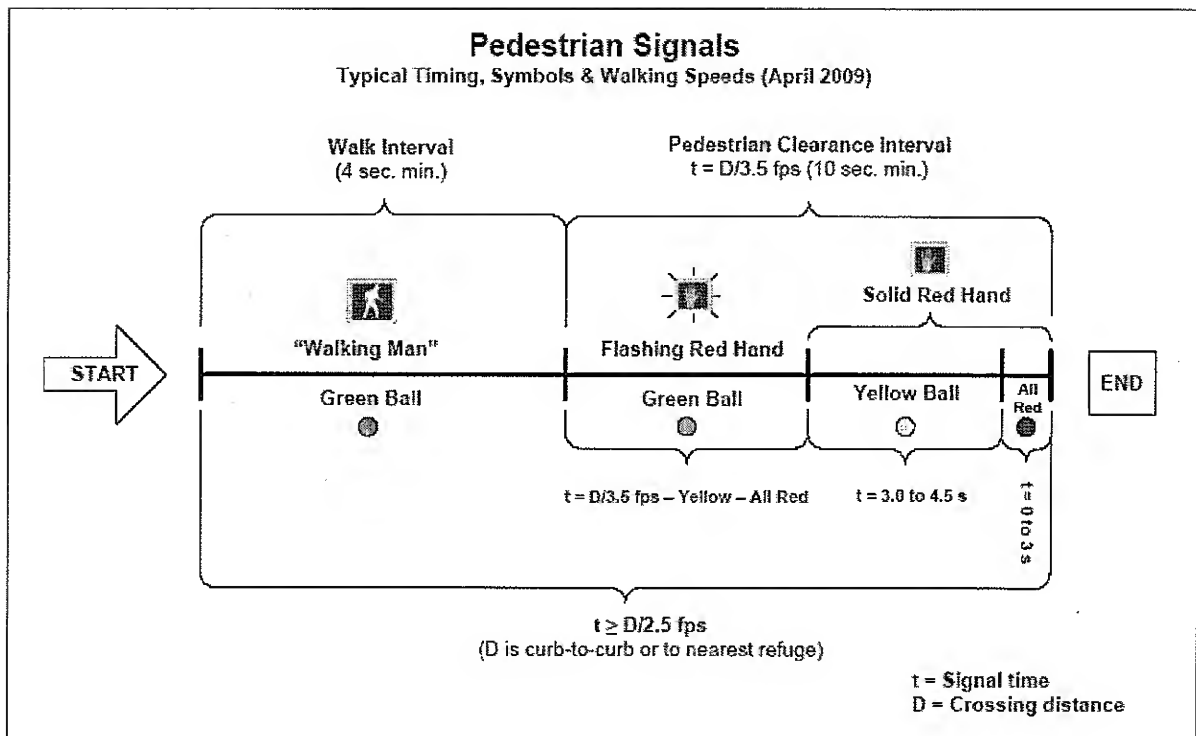 Pedestrian Signals
Typical Timing, Symbols & Walking Speeds (April 2009)
Walk Interval
(4 sec. min.)
Pedestrian Clearance Interval
t = D/3.5 fps (10 sec. min.)
Solid Red Hand
"Walking Man"
Flashing Red Hand
START
END
Green Ball
Green Ball
Yellow Ball
All
Red
t = D/3.5 fps – Yellow – All Red
t = 3.0 to 4.5 s
t = 0 to 3 s
t ≥ D/2.5 fps
(D is curb-to-curb or to nearest refuge)
t = Signal time
D = Crossing distance